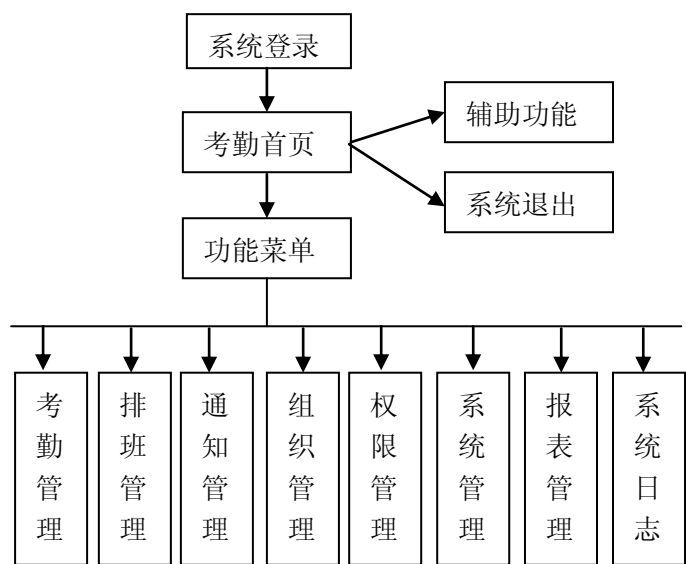 系统登录
考勤首页
辅助功能
系统退出
功能菜单
考勤管理
排班管理
通知管理
组织管理
权限管理
系统管理
报表管理
系统日志